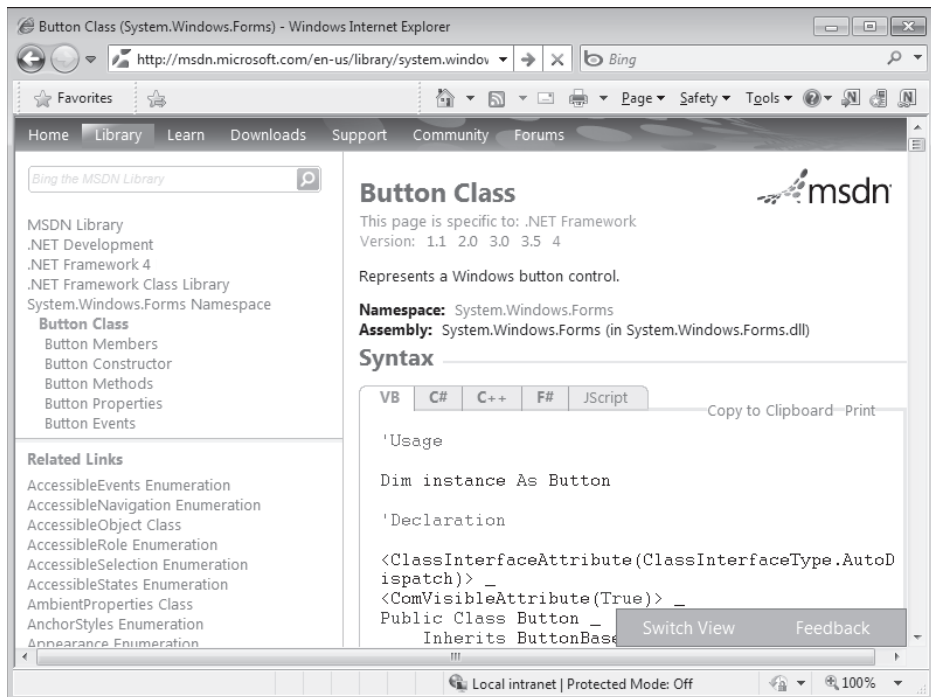 Button Class (System.Windows.Forms) - Windows Internet Explorer
http://msdn.microsoft.com/en-us/library/system.window
Bing
Favorites
Page Safety Tools
Home Library Learn Downloads Support Community Forums
Bing the MSDN Library
MSDN Library
.NET Development
.NET Framework 4
.NET Framework Class Library
System.Windows.Forms Namespace
Button Class
Button Members
Button Constructor
Button Methods
Button Properties
Button Events
Related Links
AccessibleEvents Enumeration
AccessibleNavigation Enumeration
AccessibleObject Class
AccessibleRole Enumeration
AccessibleSelection Enumeration
AccessibleStates Enumeration
AmbientProperties Class
AnchorStyles Enumeration
Appearance Enumeration
msdn
Button Class
This page is specific to: .NET Framework
Version: 1.1 2.0 3.0 3.5 4
Represents a Windows button control.
Namespace: System.Windows.Forms
Assembly: System.Windows.Forms (in System.Windows.Forms.dll)
Syntax
VB C# C++ F# JScript
Copy to Clipboard Print
'Usage
Dim instance As Button
'Declaration
<ClassInterfaceAttribute(ClassInterfaceType.AutoD
ispatch)> _
<ComVisibleAttribute(True)> _
Public Class Button _
Inherits ButtonBase
Switch View Feedback
Local intranet | Protected Mode: Off
100%